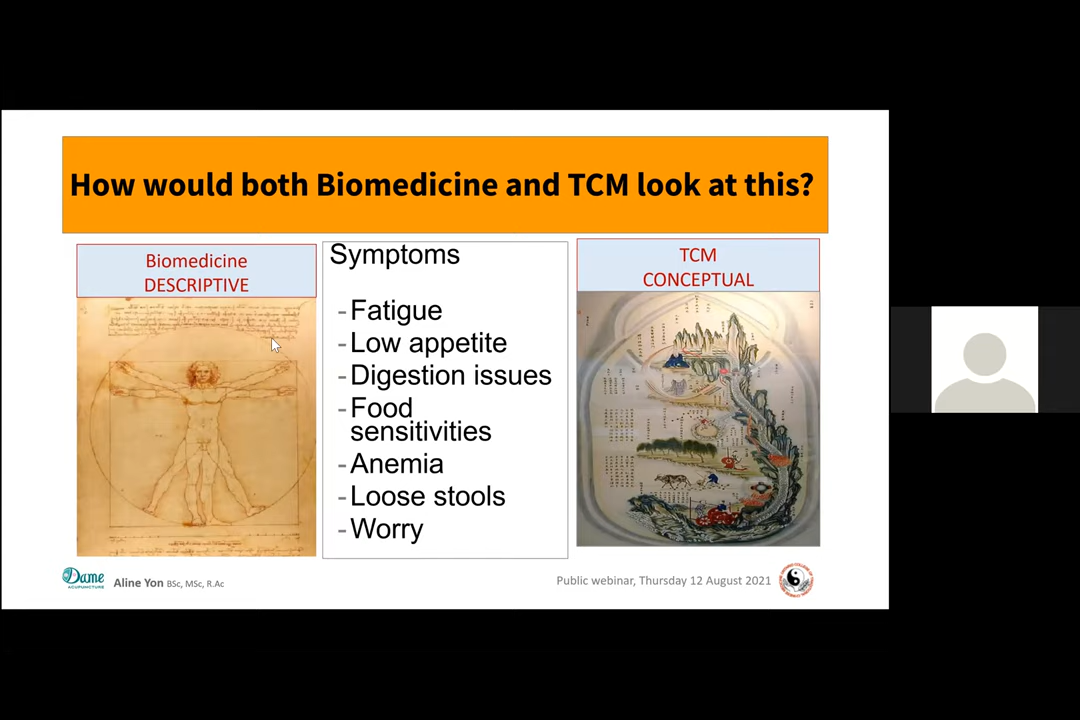 How would both Biomedicine and TCM look at this?
Biomedicine
DESCRIPTIVE
Symptoms
-Fatigue
-Low appetite
-Digestion issues
-Food
sensitivities
-Anemia
-Loose stools
-Worry
TCM
CONCEPTUAL
Dame
ACUPUNCTURE
Aline Yon BSc, MSc, R.Ac
Public webinar, Thursday 12 August 2021